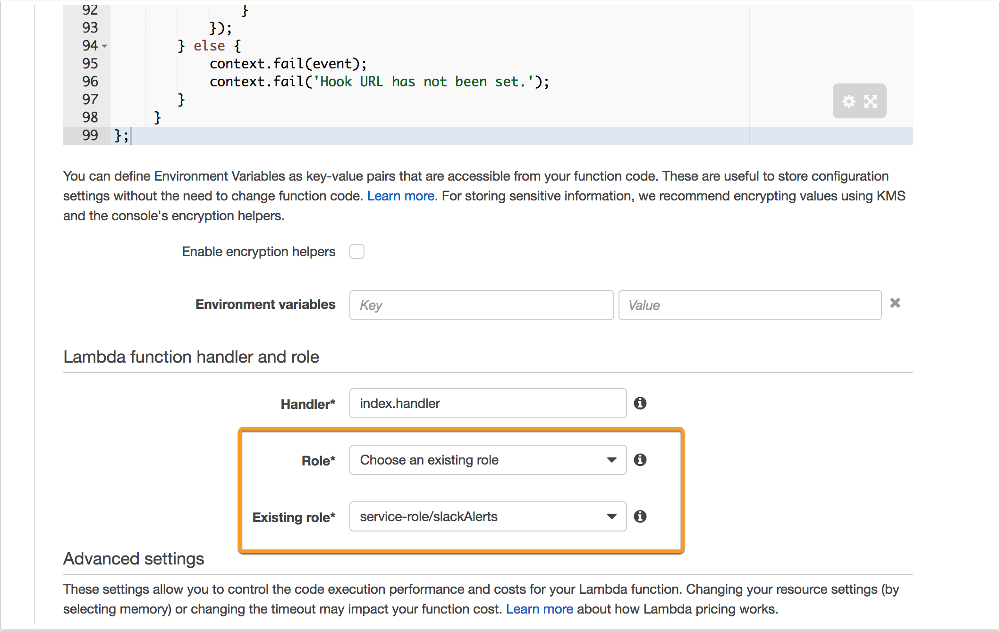 92 }
93 });
94 } else {
95 context.fail(event);
96 context.fail('Hook URL has not been set.');
97 }
98 }
99 };
You can define Environment Variables as key-value pairs that are accessible from your function code. These are useful to store configuration
settings without the need to change function code. Learn more. For storing sensitive information, we recommend encrypting values using KMS
and the console's encryption helpers.
Enable encryption helpers
Environment variables Key Value
Lambda function handler and role
Handler* index.handler
Role* Choose an existing role
Existing role* service-role/slackAlerts
Advanced settings
These settings allow you to control the code execution performance and costs for your Lambda function. Changing your resource settings (by
selecting memory) or changing the timeout may impact your function cost. Learn more about how Lambda pricing works.